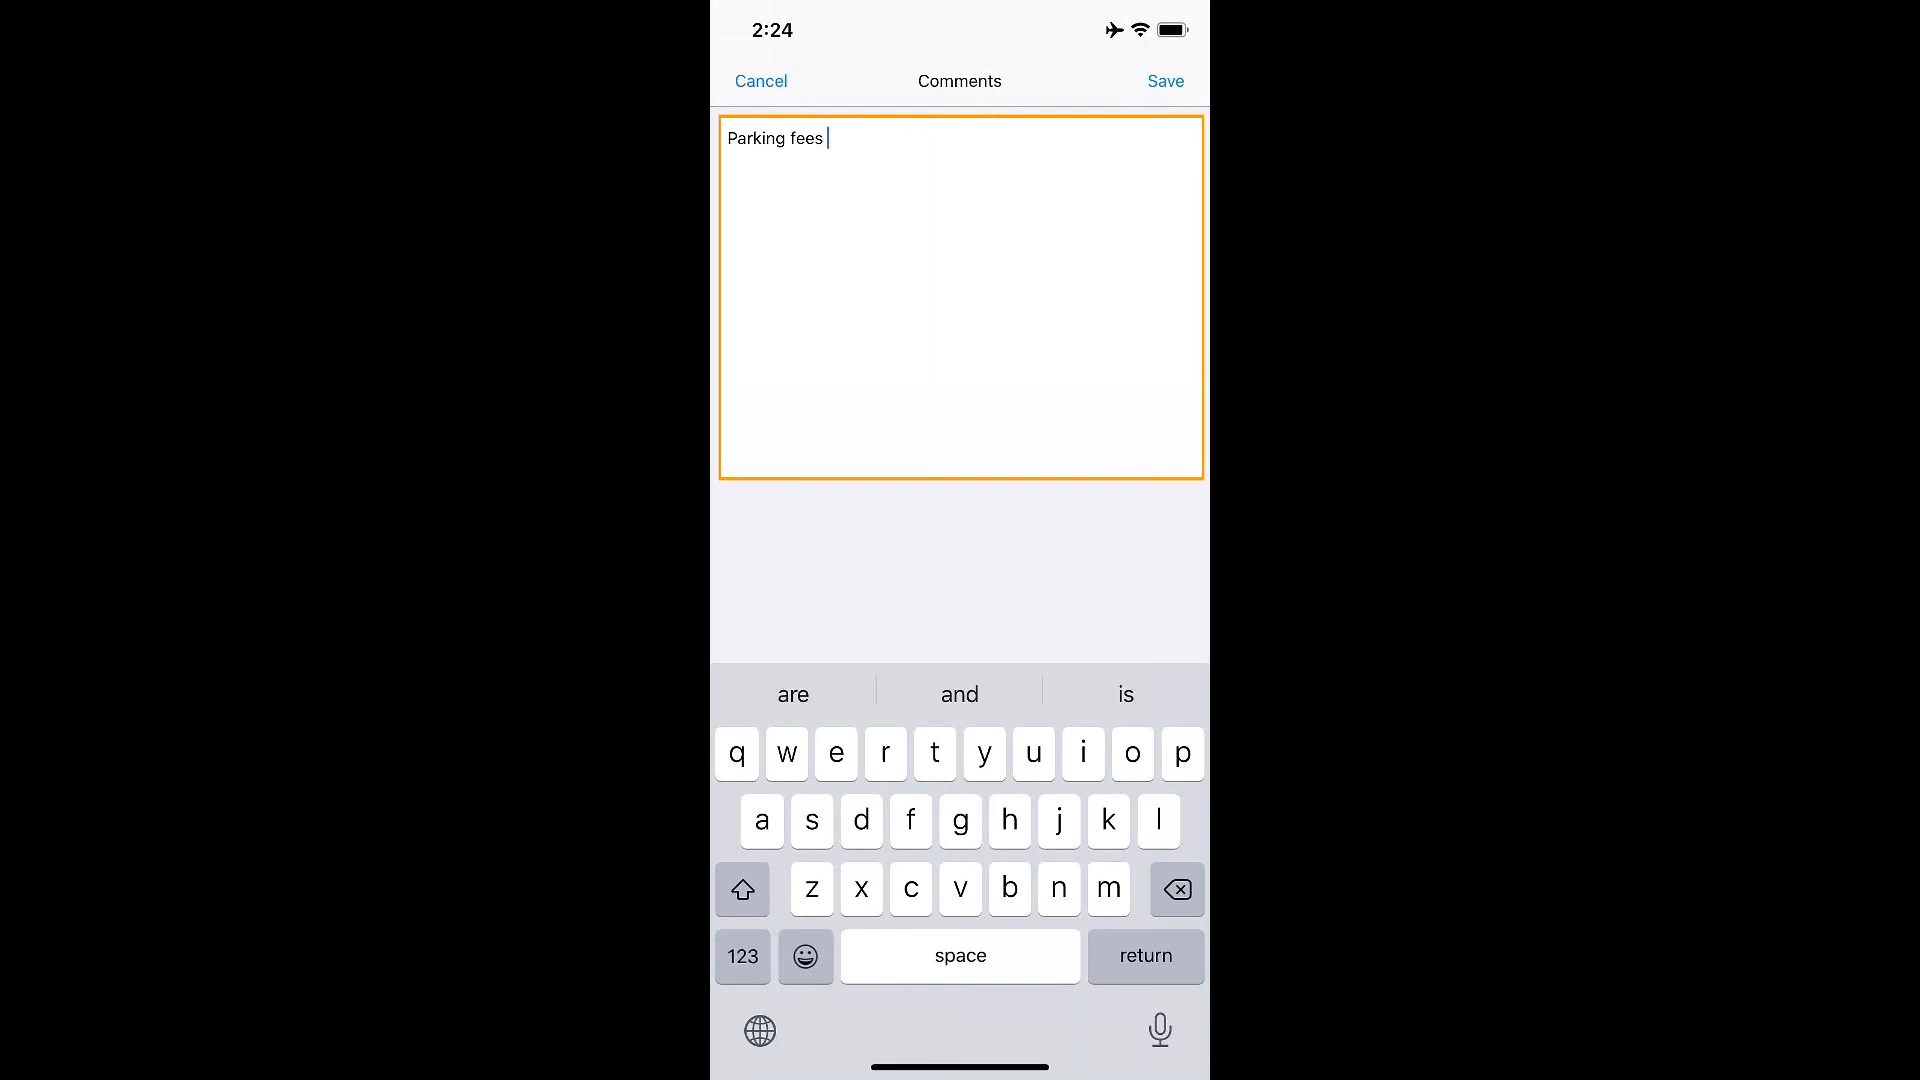 2:24
Cancel Comments Save
Parking fees
are and is
q w e r t y u i o p
a s d f g h j k l
z x c v b n m
123 space return